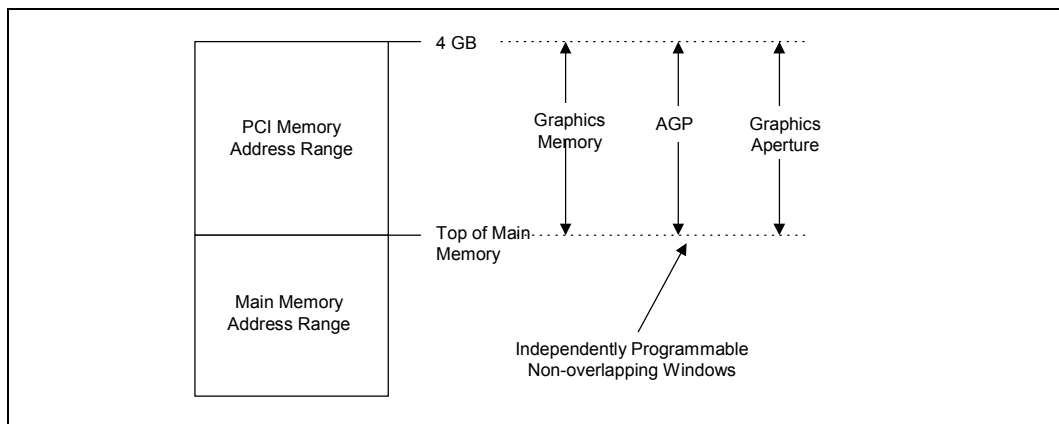 4 GB
PCI Memory
Address Range
Graphics
Memory
AGP
Graphics
Aperture
Top of Main
Memory
Main Memory
Address Range
Independently Programmable
Non-overlapping Windows